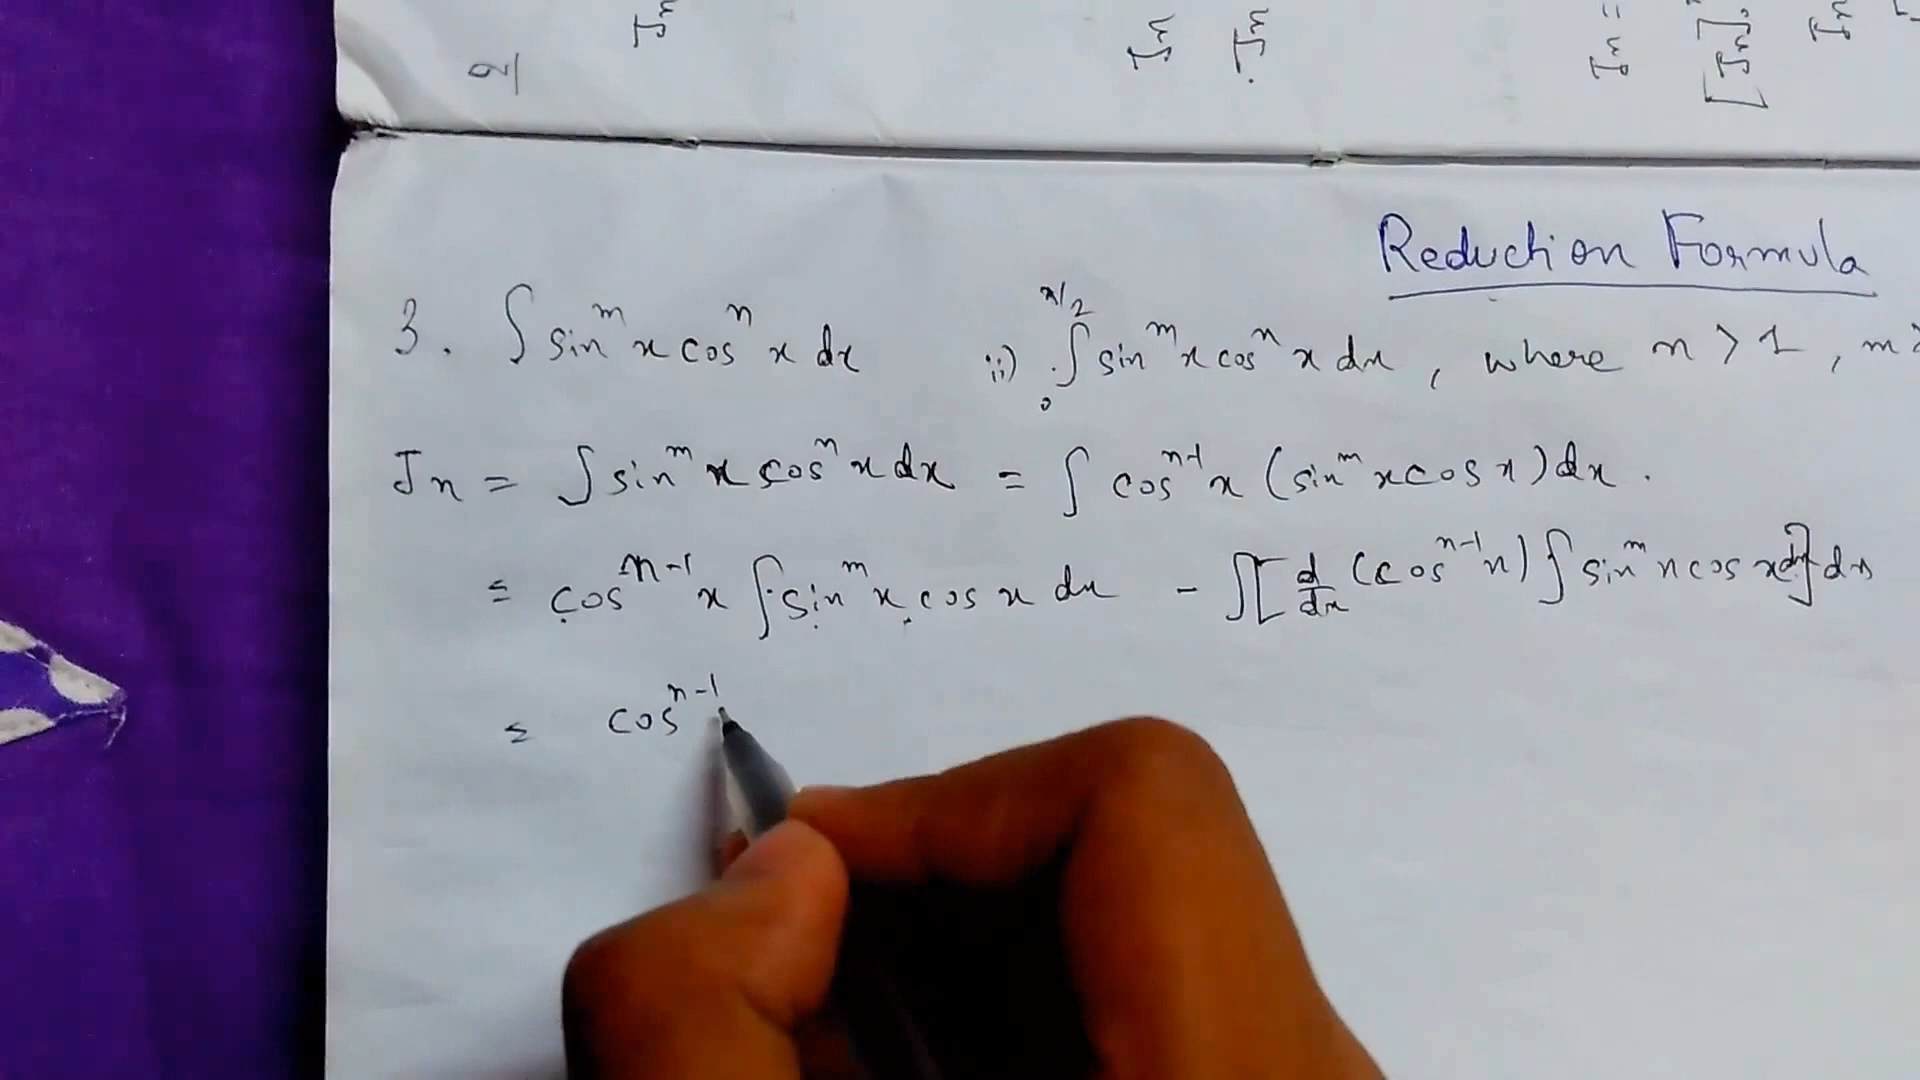 Reduction Formula
3. ∫ sin^m x cos^n x dx    ii) ∫_0^{π/2} sin^m x cos^n x dx, where n > 1, m >
J_n = ∫ sin^m x cos^n x dx = ∫ cos^{n-1} x (sin^m x cos x) dx.
= cos^{n-1} x ∫ sin^m x cos x dx - ∫ [d/dx (cos^{n-1} x) ∫ sin^m x cos x dx] dx
= cos^{n-1}